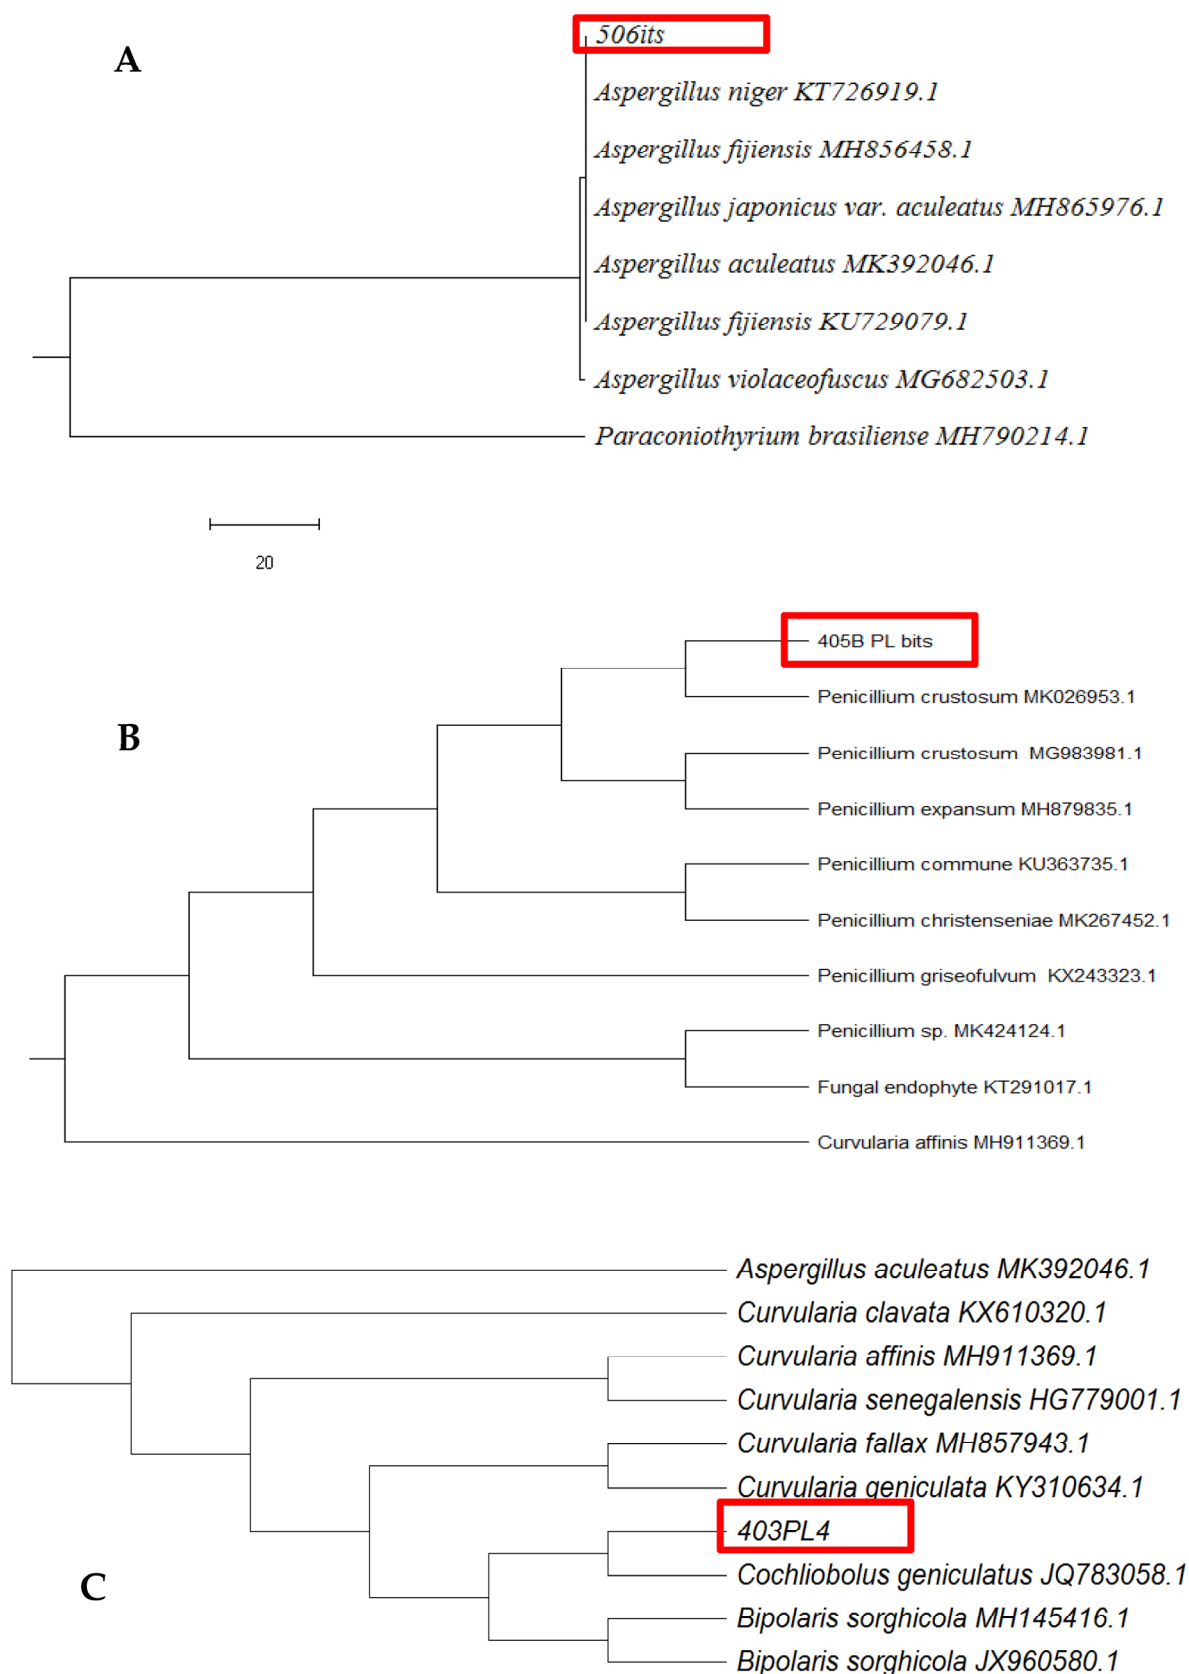 506its
A
Aspergillus niger KT726919.1
Aspergillus fijiensis MH856458.1
Aspergillus japonicus var. aculeatus MH865976.1
Aspergillus aculeatus MK392046.1
Aspergillus fijiensis KU729079.1
Aspergillus violaceofuscus MG682503.1
Paraconiothyrium brasiliense MH790214.1
20
405B PL bits
Penicillium crustosum MK026953.1
B
Penicillium crustosum MG983981.1
Penicillium expansum MH879835.1
Penicillium commune KU363735.1
Penicillium christenseniae MK267452.1
Penicillium griseofulvum KX243323.1
Penicillium sp. MK424124.1
Fungal endophyte KT291017.1
Curvularia affinis MH911369.1
Aspergillus aculeatus MK392046.1
Curvularia clavata KX610320.1
Curvularia affinis MH911369.1
Curvularia senegalensis HG779001.1
Curvularia fallax MH857943.1
Curvularia geniculata KY310634.1
403PL4
Cochliobolus geniculatus JQ783058.1
C
Bipolaris sorghicola MH145416.1
Bipolaris sorghicola JX960580.1